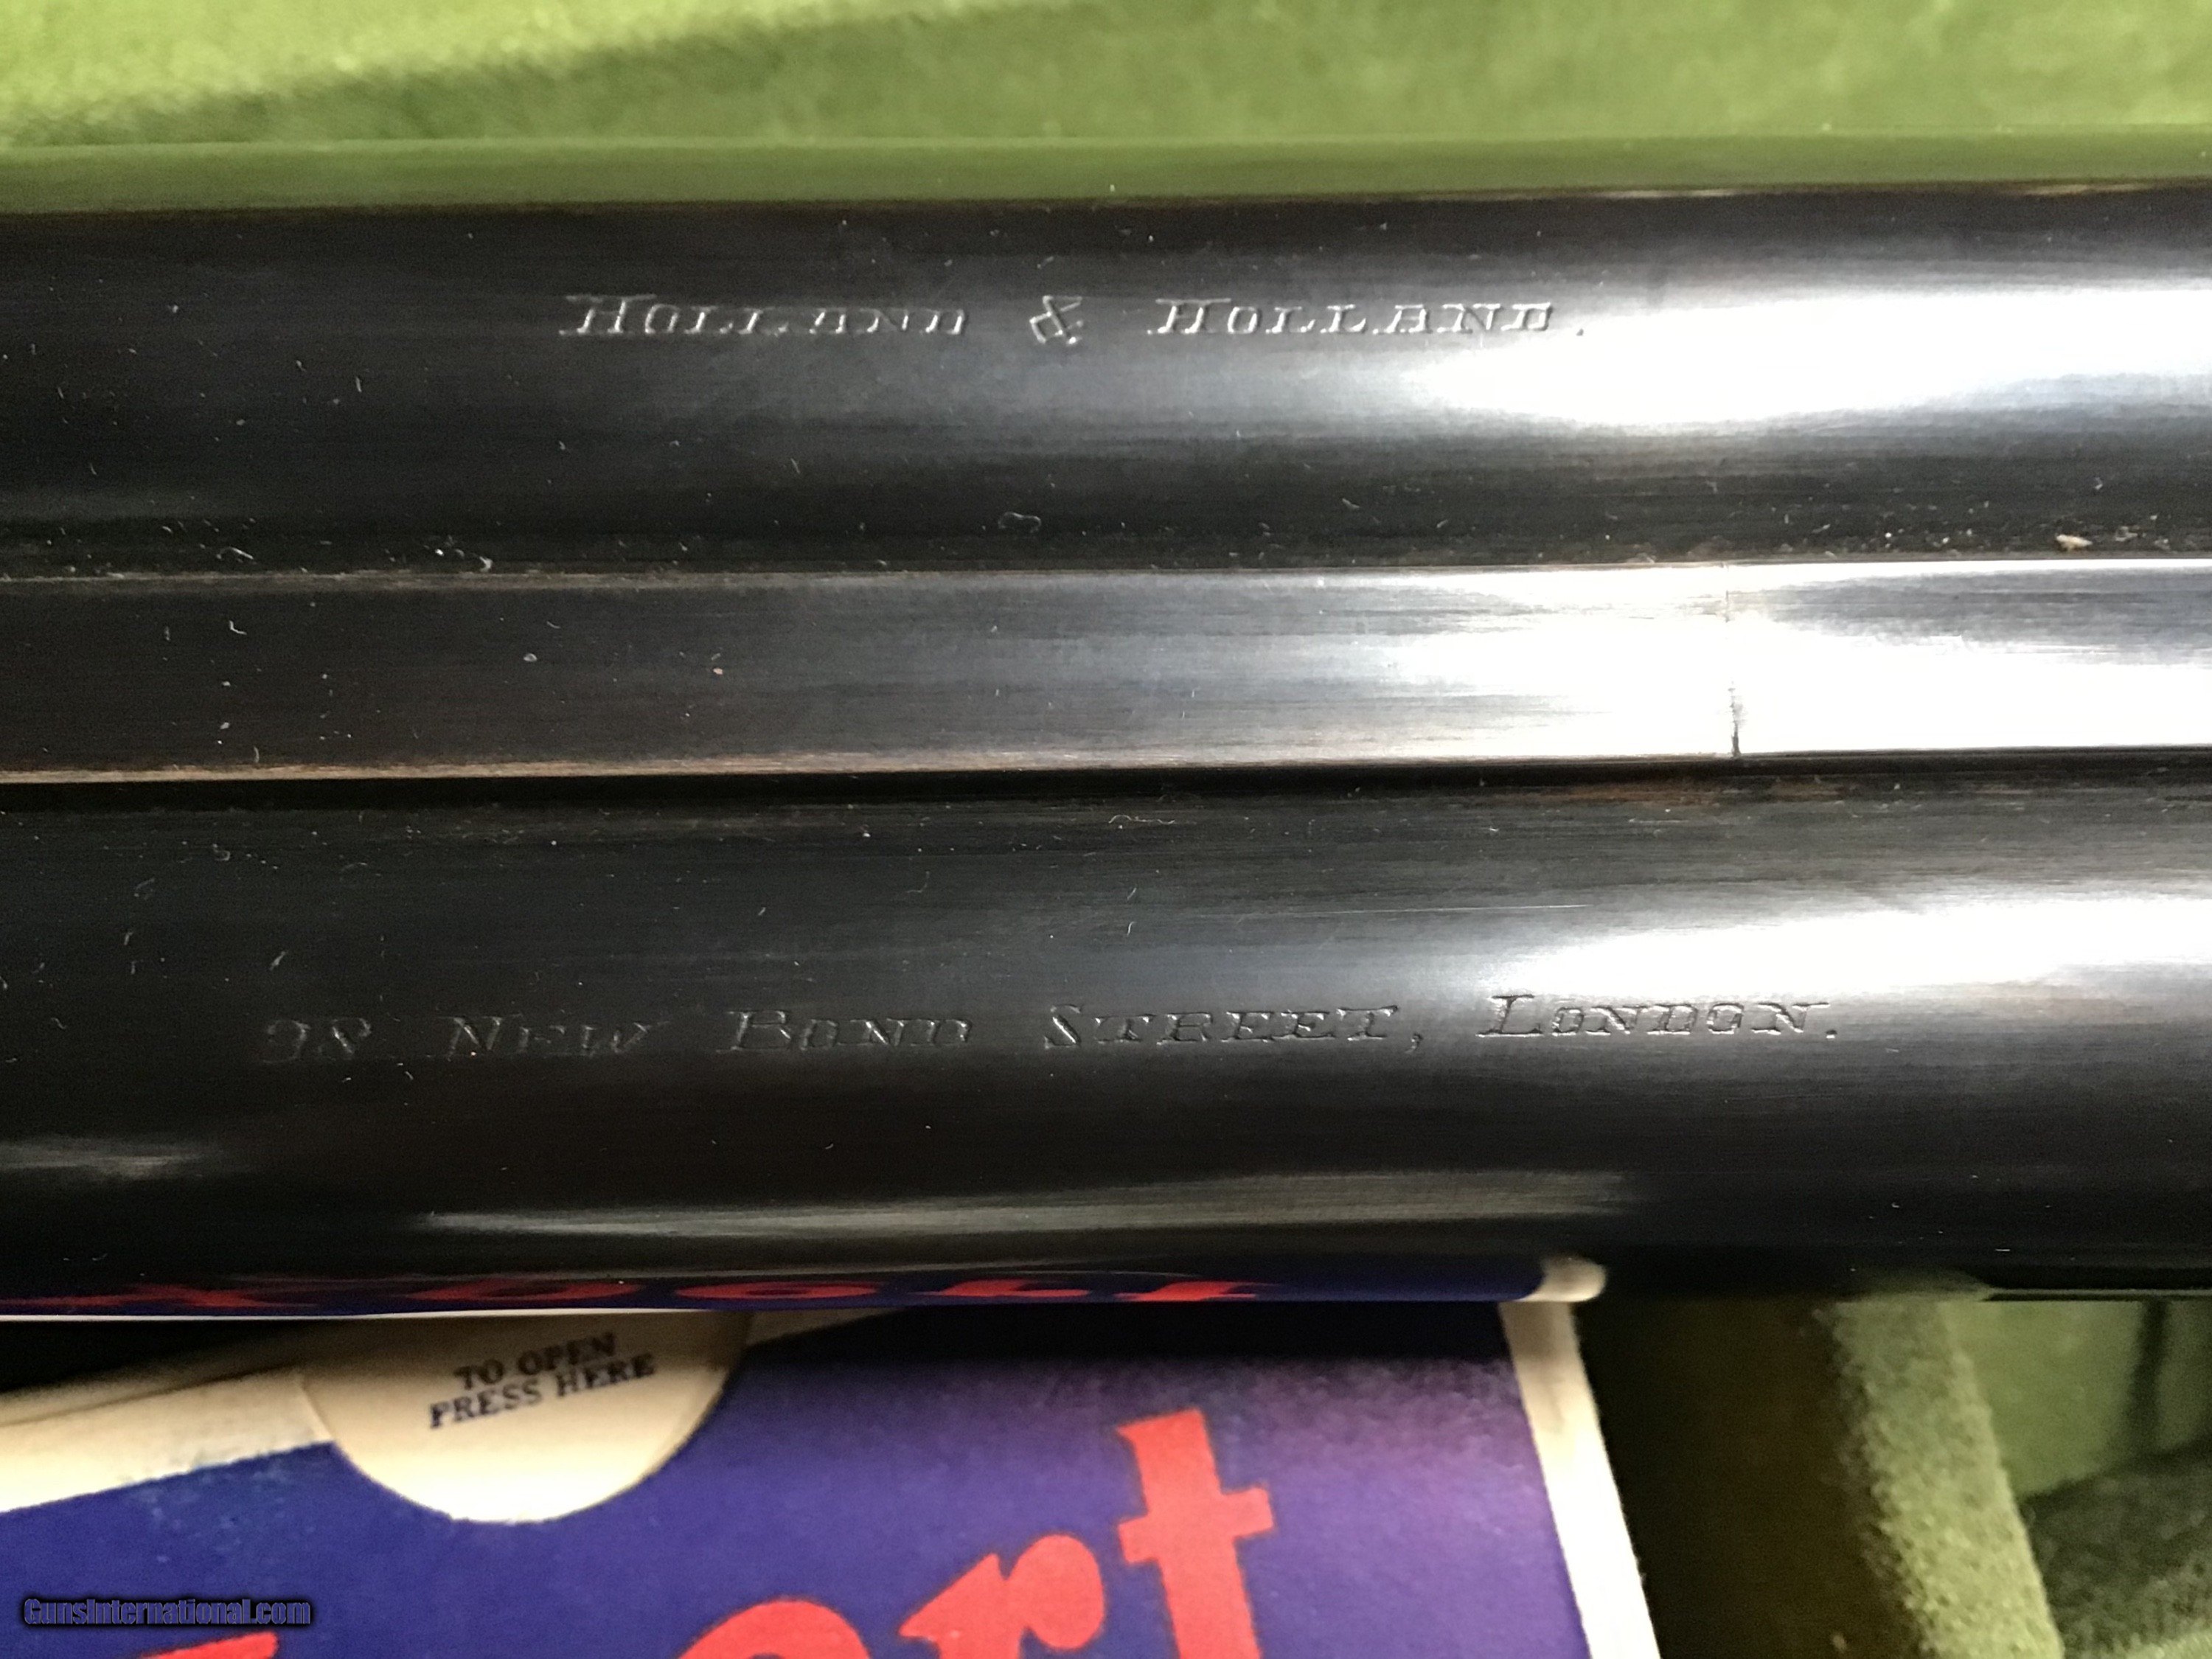 HOLLAND & HOLLAND.
98 NEW BOND STREET, LONDON.
TO OPEN
PRESS HERE
GunsInternational.com